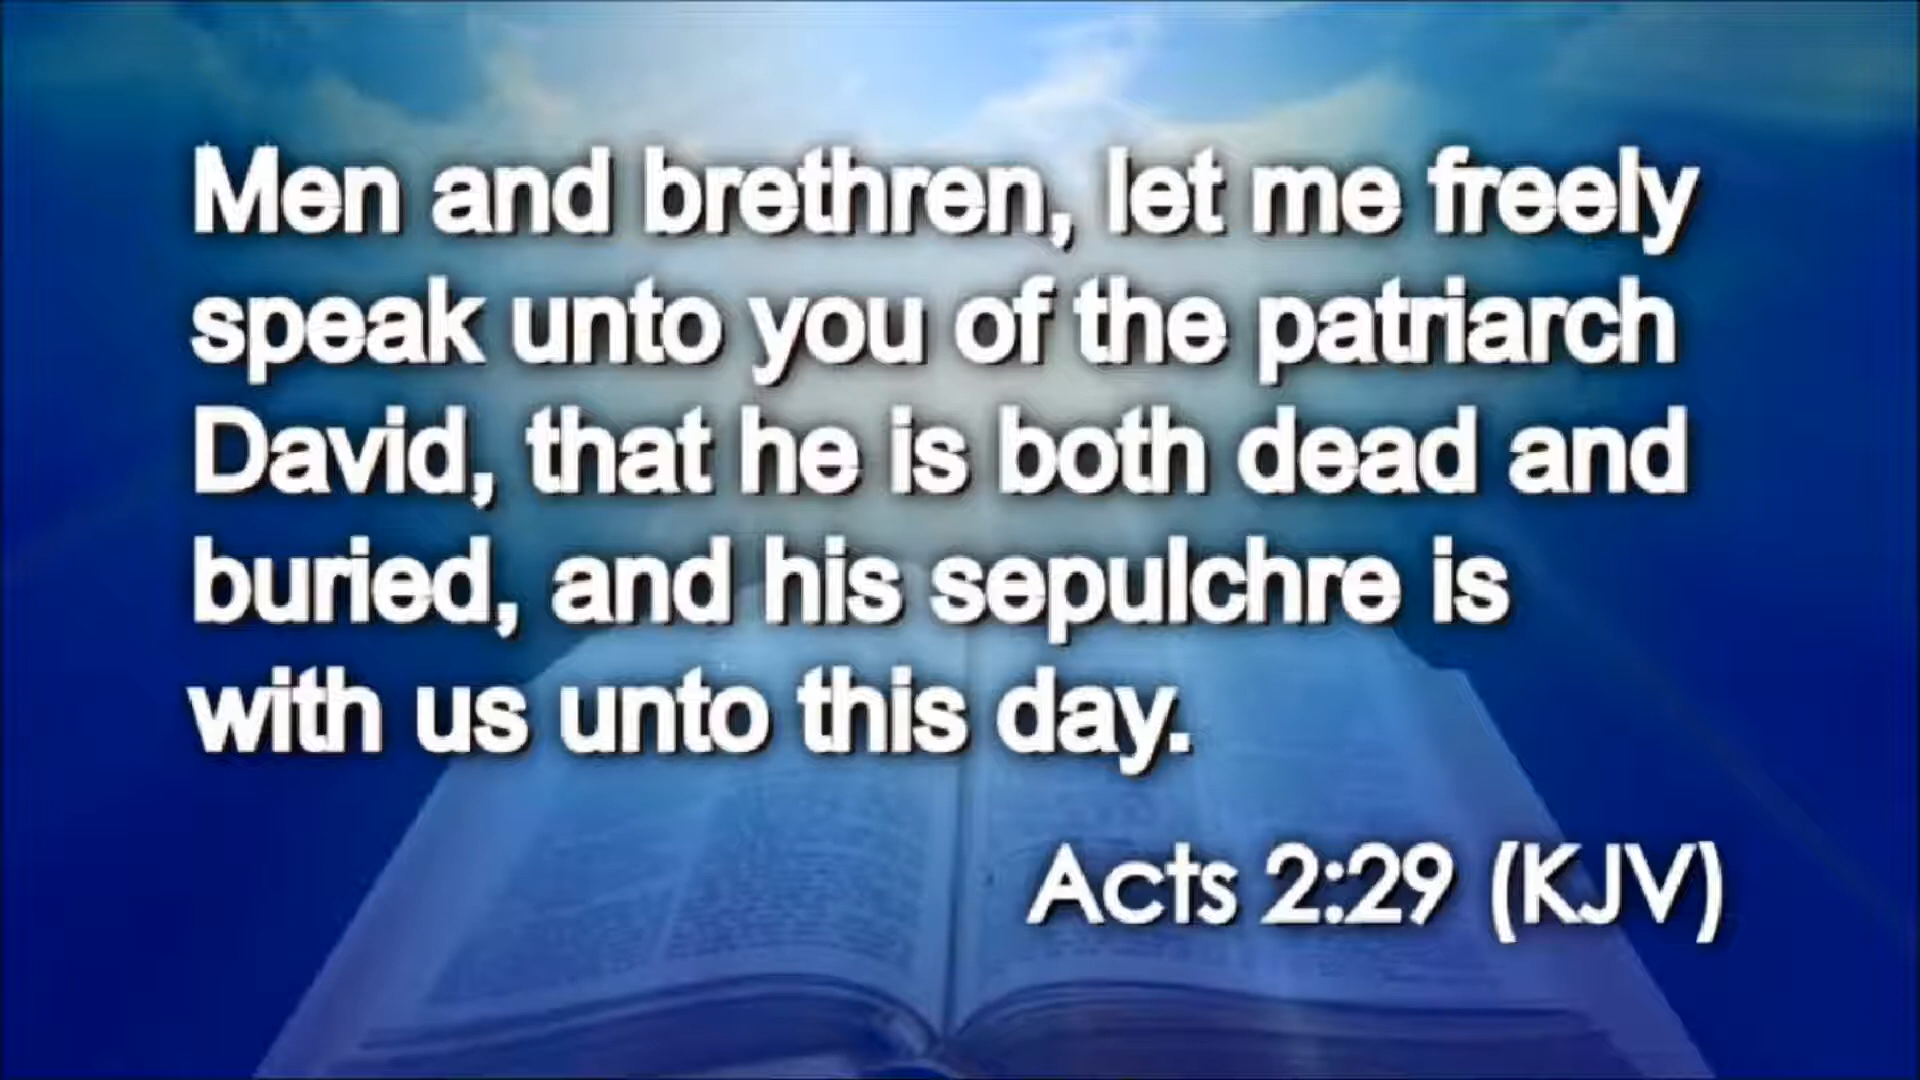 Men and brethren, let me freely
speak unto you of the patriarch
David, that he is both dead and
buried, and his sepulchre is
with us unto this day.
Acts 2:29 (KJV)